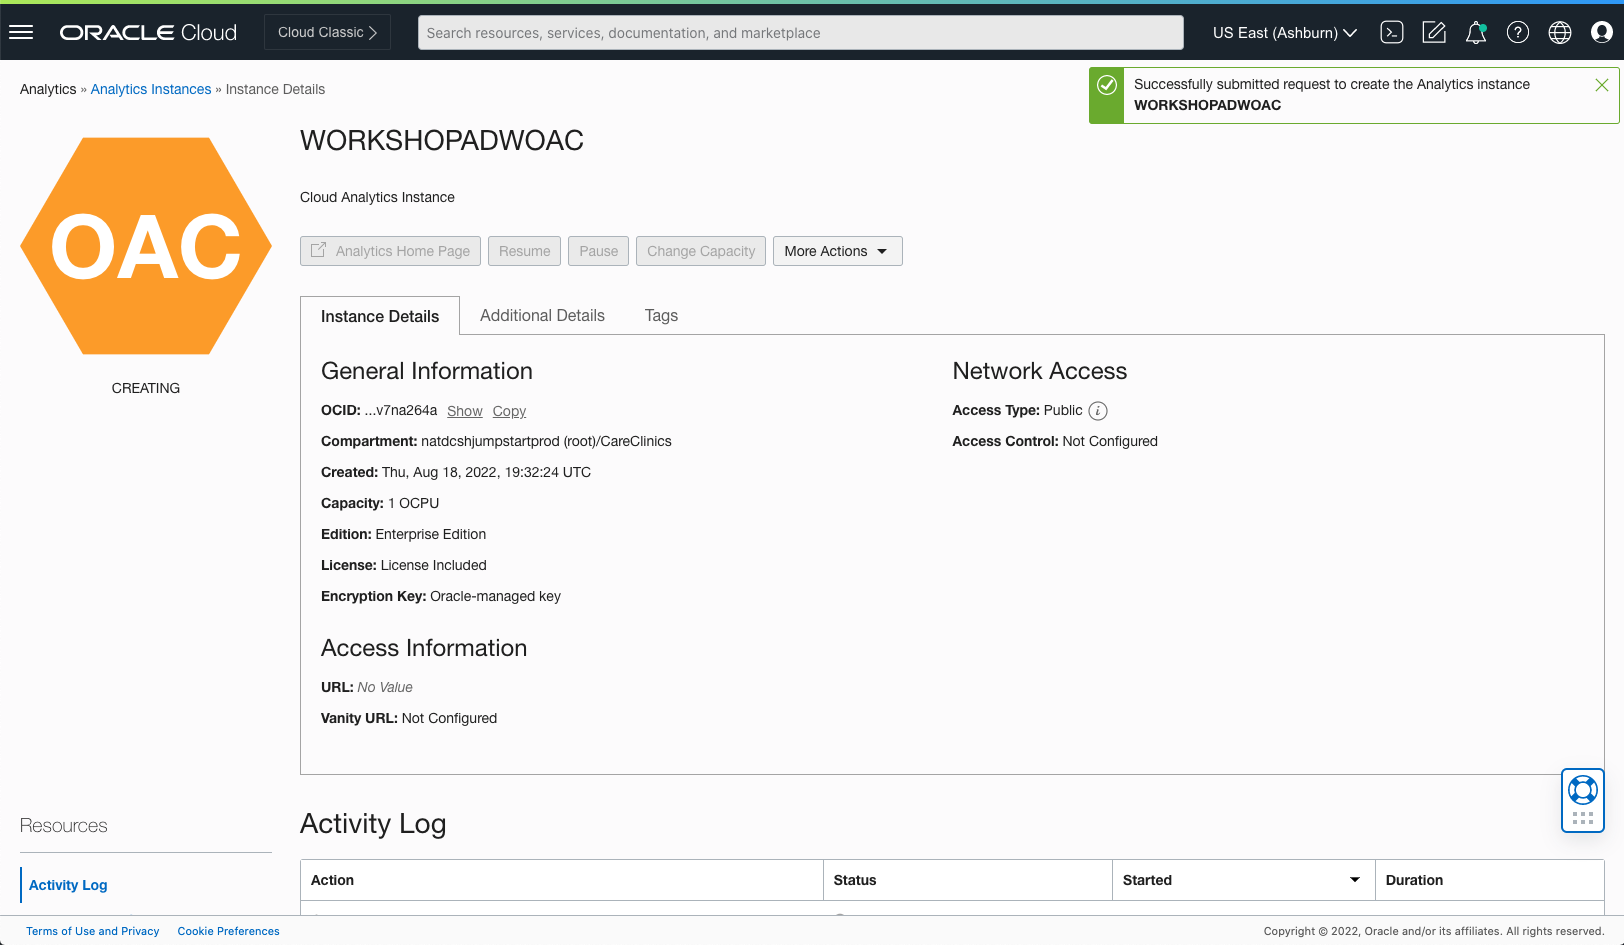 ORACLE Cloud
Cloud Classic
Search resources, services, documentation, and marketplace
US East (Ashburn)
Analytics » Analytics Instances » Instance Details
Successfully submitted request to create the Analytics instance
WORKSHOPADWOAC
OAC
CREATING
WORKSHOPADWOAC
Cloud Analytics Instance
Analytics Home Page
Resume
Pause
Change Capacity
More Actions
Instance Details
Additional Details
Tags
General Information
OCID: ...v7na264a Show Copy
Compartment: natdcshjumpstartprod (root)/CareClinics
Created: Thu, Aug 18, 2022, 19:32:24 UTC
Capacity: 1 OCPU
Edition: Enterprise Edition
License: License Included
Encryption Key: Oracle-managed key
Access Information
URL: No Value
Vanity URL: Not Configured
Network Access
Access Type: Public
Access Control: Not Configured
Resources
Activity Log
Activity Log
Action
Status
Started
Duration
Terms of Use and Privacy
Cookie Preferences
Copyright © 2022, Oracle and/or its affiliates. All rights reserved.